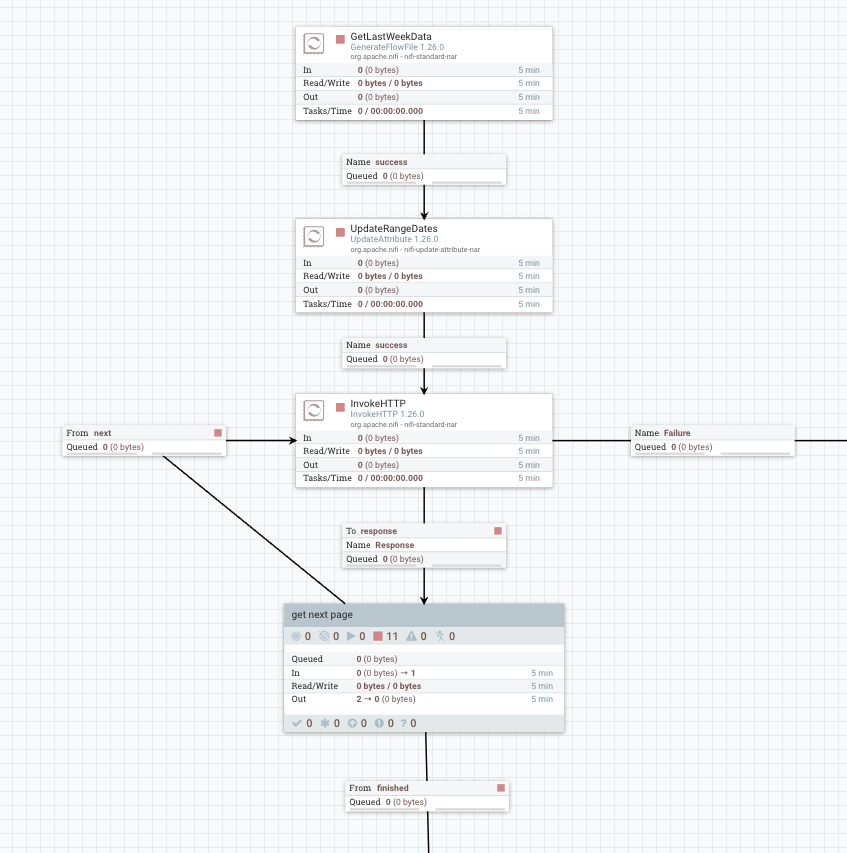 GetLastWeekData
GenerateFlowFile 1.26.0
org.apache.nifi - nifi-standard-nar
In 0 (0 bytes) 5 min
Read/Write 0 bytes / 0 bytes 5 min
Out 0 (0 bytes) 5 min
Tasks/Time 0 / 00:00:00.000 5 min
Name success
Queued 0 (0 bytes)
UpdateRangeDates
UpdateAttribute 1.26.0
org.apache.nifi - nifi-update-attribute-nar
In 0 (0 bytes) 5 min
Read/Write 0 bytes / 0 bytes 5 min
Out 0 (0 bytes) 5 min
Tasks/Time 0 / 00:00:00.000 5 min
Name success
Queued 0 (0 bytes)
InvokeHTTP
InvokeHTTP 1.26.0
org.apache.nifi - nifi-standard-nar
In 0 (0 bytes) 5 min
Read/Write 0 bytes / 0 bytes 5 min
Out 0 (0 bytes) 5 min
Tasks/Time 0 / 00:00:00.000 5 min
From next
Queued 0 (0 bytes)
Name Failure
Queued 0 (0 bytes)
To response
Name Response
Queued 0 (0 bytes)
get next page
0 0 0 11 0 0
Queued 0 (0 bytes)
In 0 (0 bytes) → 1 5 min
Read/Write 0 bytes / 0 bytes 5 min
Out 2 → 0 (0 bytes) 5 min
0 0 0 0 ? 0
From finished
Queued 0 (0 bytes)